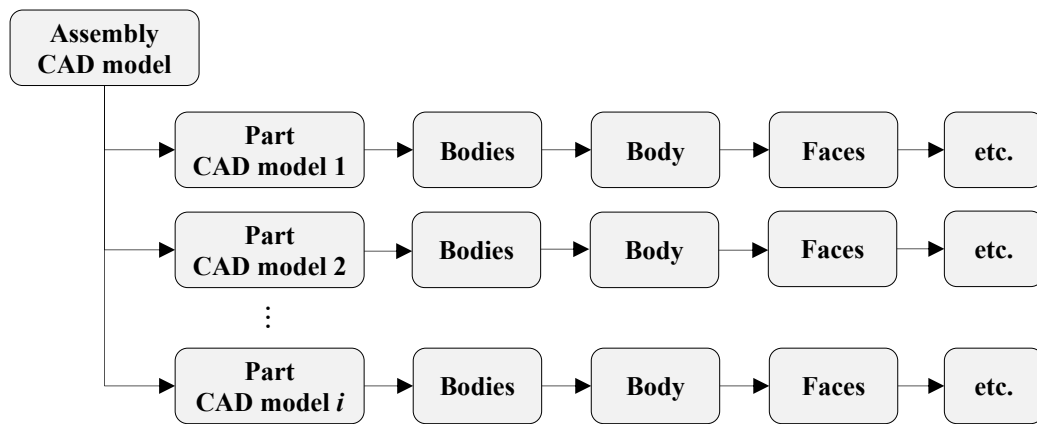 Assembly
CAD model
Part
CAD model 1
Bodies
Body
Faces
etc.
Part
CAD model 2
Bodies
Body
Faces
etc.
⋮
Part
CAD model i
Bodies
Body
Faces
etc.